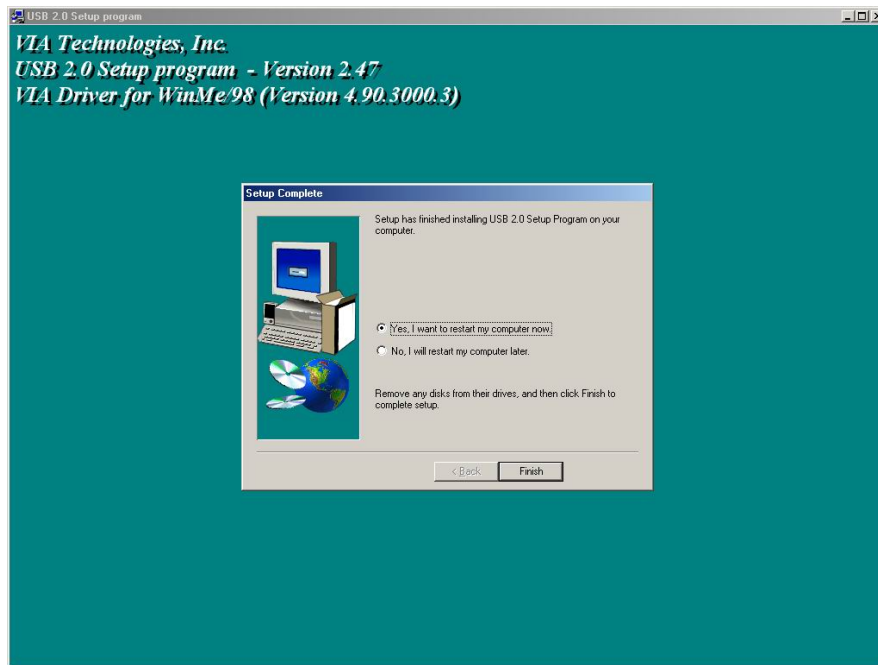 USB 2.0 Setup program
VIA Technologies, Inc.
USB 2.0 Setup program - Version 2.47
VIA Driver for WinMe/98 (Version 4.90.3000.3)
Setup Complete
Setup has finished installing USB 2.0 Setup Program on your
computer.
Yes, I want to restart my computer now.
No, I will restart my computer later.
Remove any disks from their drives, and then click Finish to
complete setup.
< Back
Finish